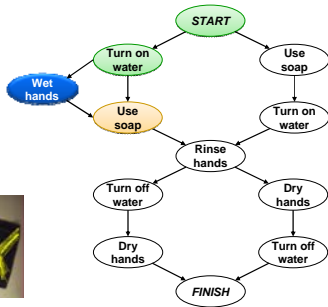 START
Turn on
water
Use
soap
Wet
hands
Use
soap
Turn on
water
Rinse
hands
Turn off
water
Dry
hands
Dry
hands
Turn off
water
FINISH